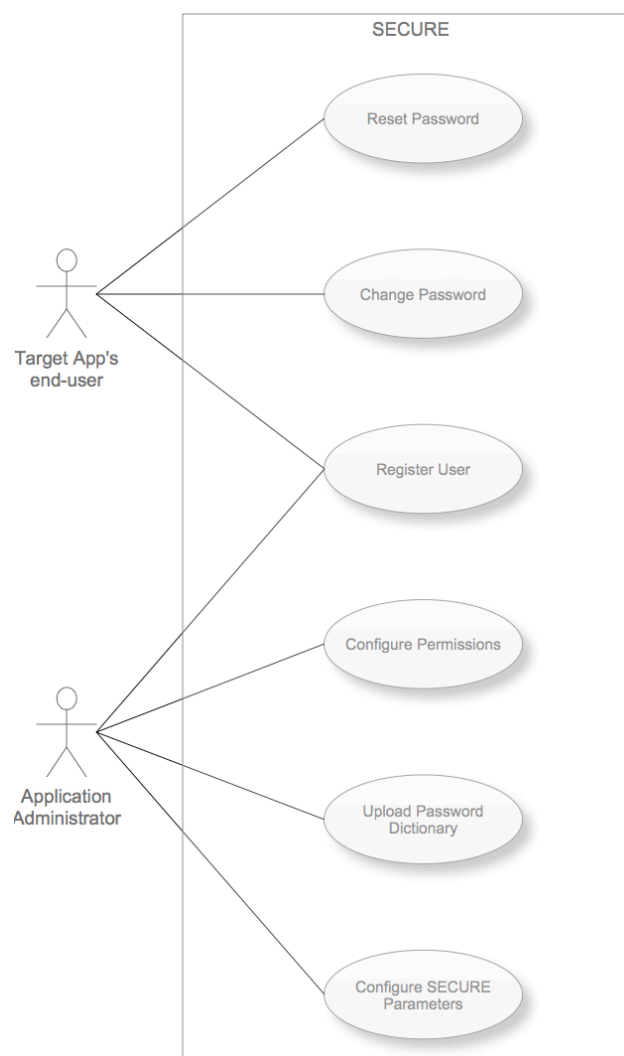 SECURE
Reset Password
Change Password
Target App's
end-user
Register User
Configure Permissions
Application
Administrator
Upload Password
Dictionary
Configure SECURE
Parameters